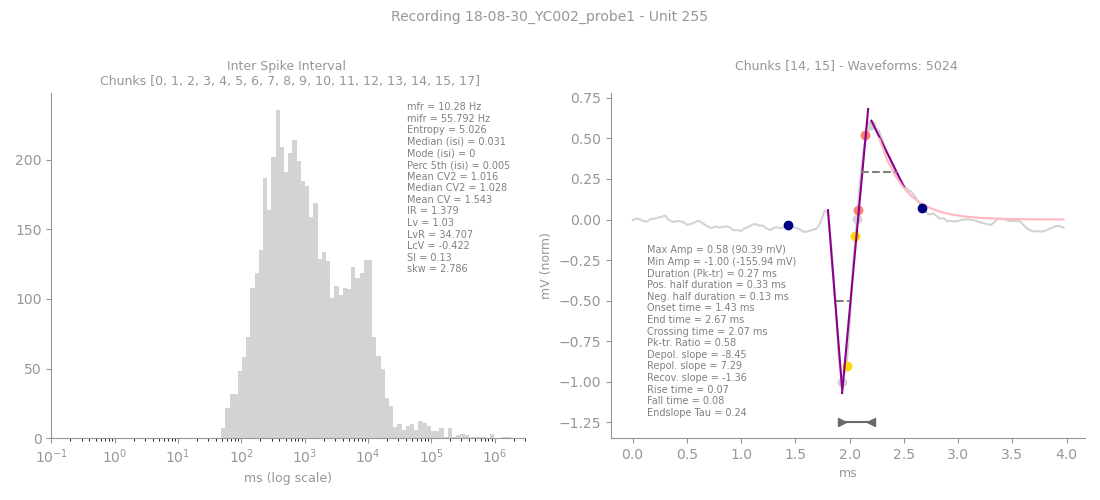 Recording 18-08-30_YC002_probe1 - Unit 255
Inter Spike Interval
Chunks [0, 1, 2, 3, 4, 5, 6, 7, 8, 9, 10, 11, 12, 13, 14, 15, 17]
mfr = 10.28 Hz
mifr = 55.792 Hz
Entropy = 5.026
Median (isi) = 0.031
Mode (isi) = 0
Perc 5th (isi) = 0.005
Mean CV2 = 1.016
Median CV2 = 1.028
Mean CV = 1.543
IR = 1.379
Lv = 1.03
LvR = 34.707
LcV = -0.422
SI = 0.13
skw = 2.786
200
150
100
50
0
10⁻¹ 10⁰ 10¹ 10² 10³ 10⁴ 10⁵ 10⁶
ms (log scale)
Chunks [14, 15] - Waveforms: 5024
0.75
0.50
0.25
0.00
−0.25
−0.50
−0.75
−1.00
−1.25
mV (norm)
Max Amp = 0.58 (90.39 mV)
Min Amp = -1.00 (-155.94 mV)
Duration (Pk-tr) = 0.27 ms
Pos. half duration = 0.33 ms
Neg. half duration = 0.13 ms
Onset time = 1.43 ms
End time = 2.67 ms
Crossing time = 2.07 ms
Pk-tr. Ratio = 0.58
Depol. slope = -8.45
Repol. slope = 7.29
Recov. slope = -1.36
Rise time = 0.07
Fall time = 0.08
Endslope Tau = 0.24
0.0 0.5 1.0 1.5 2.0 2.5 3.0 3.5 4.0
ms